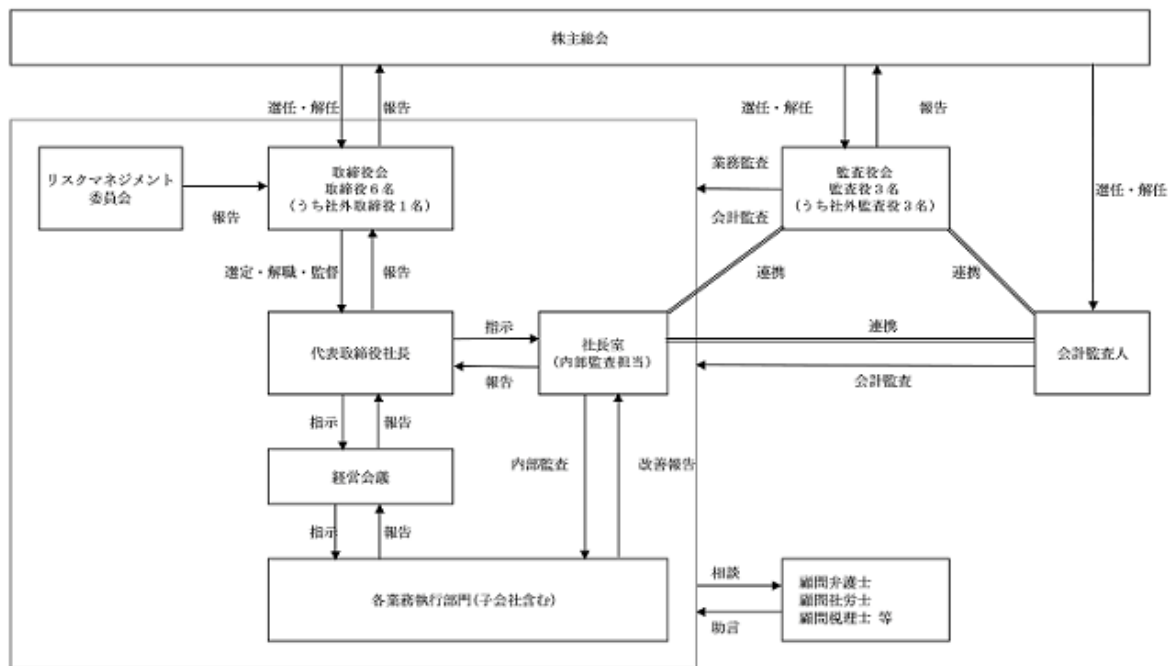 株主総会
選任・解任
報告
選任・解任
報告
選任・解任
リスクマネジメント
委員会
報告
取締役会
取締役6名
(うち社外取締役1名)
業務監査
会計監査
監査役会
監査役3名
(うち社外監査役3名)
選定・解職・監督
報告
連携
連携
代表取締役社長
指示
報告
社長室
(内部監査担当)
連携
会計監査
会計監査人
指示
報告
経営会議
内部監査
改善報告
指示
報告
各業務執行部門(子会社含む)
相談
助言
顧問弁護士
顧問社労士
顧問税理士 等